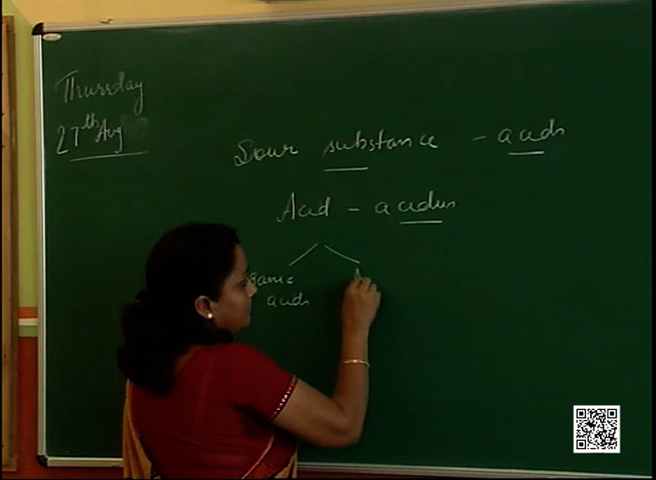 Thursday
27th Aug
Sour substance - acids
Acid - acidus
ganic
acids